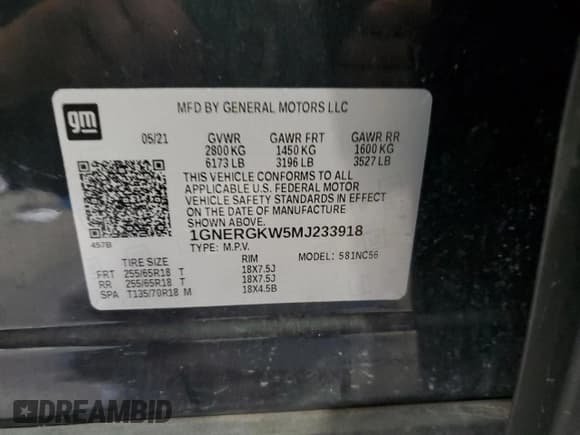 gm
MFD BY GENERAL MOTORS LLC
05/21 GVWR GAWR FRT GAWR RR
2800 KG 1450 KG 1600 KG
6173 LB 3196 LB 3527 LB
THIS VEHICLE CONFORMS TO ALL
APPLICABLE U.S. FEDERAL MOTOR
VEHICLE SAFETY STANDARDS IN EFFECT
ON THE DATE OF MANUFACTURE
SHOWN ABOVE.
457B
1GNERGKW5MJ233918
TYPE: M.P.V. MODEL: 581NC56
TIRE SIZE RIM
FRT 255/65R18 T 18X7.5J
RR 255/65R18 T 18X7.5J
SPA T135/70R18 M 18X4.5B
DREAMBID